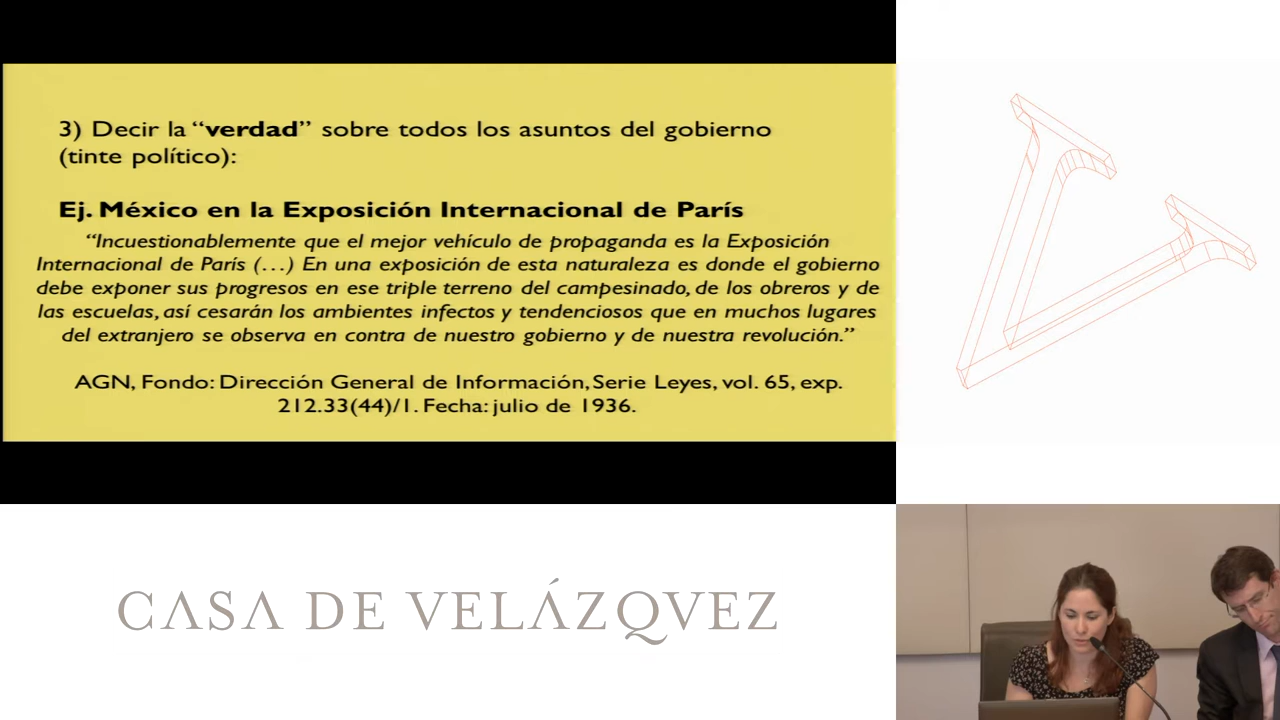 3) Decir la “verdad” sobre todos los asuntos del gobierno
(tinte político):
Ej. México en la Exposición Internacional de París
“Incuestionablemente que el mejor vehículo de propaganda es la Exposición
Internacional de París (…) En una exposición de esta naturaleza es donde el gobierno
debe exponer sus progresos en ese triple terreno del campesinado, de los obreros y de
las escuelas, así cesarán los ambientes infectos y tendenciosos que en muchos lugares
del extranjero se observa en contra de nuestro gobierno y de nuestra revolución.”
AGN, Fondo: Dirección General de Información, Serie Leyes, vol. 65, exp.
212.33(44)/1. Fecha: julio de 1936.
CASA DE VELÁZQVEZ